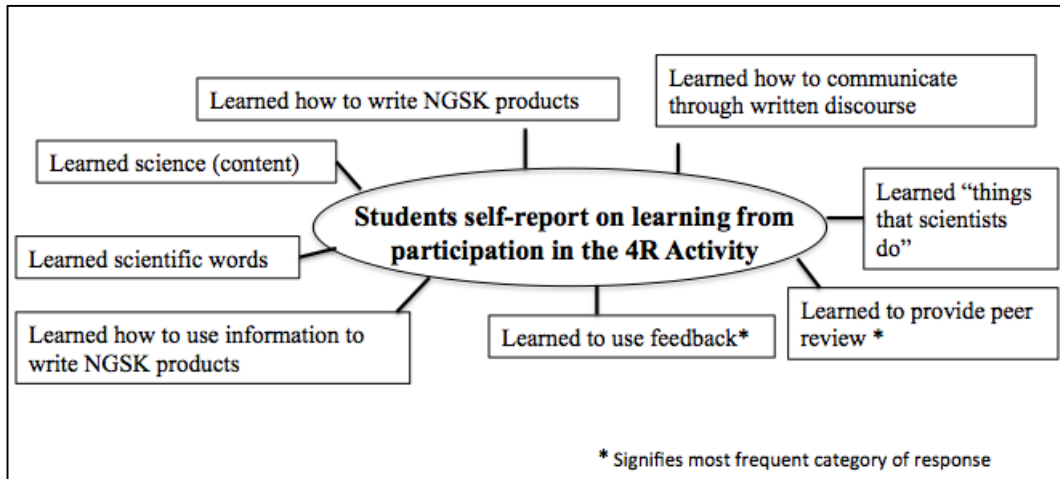 Learned how to write NGSK products
Learned how to communicate
through written discourse
Learned science (content)
Students self-report on learning from
participation in the 4R Activity
Learned “things
that scientists
do”
Learned scientific words
Learned how to use information to
write NGSK products
Learned to use feedback*
Learned to provide peer
review *
* Signifies most frequent category of response